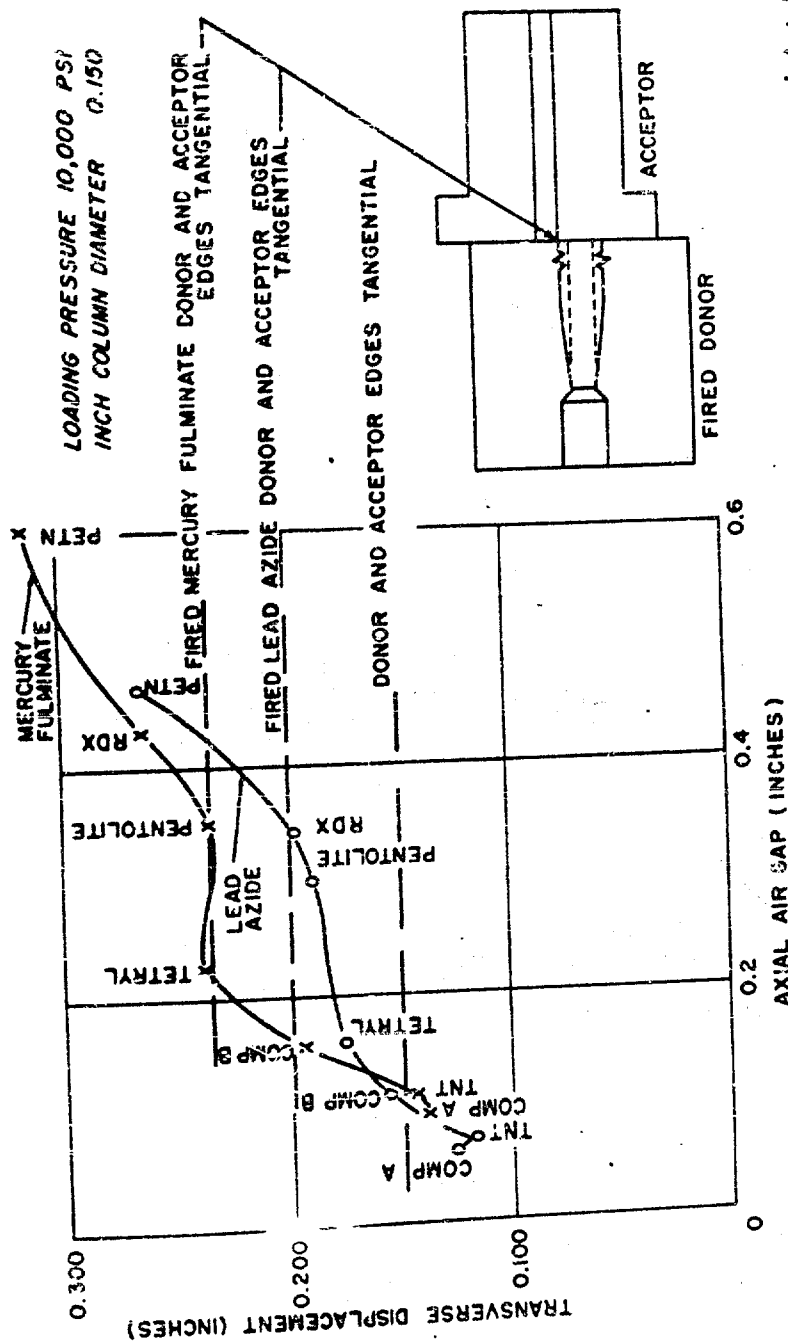 LOADING PRESSURE 10,000 PSI
INCH COLUMN DIAMETER 0.150
FIRED MERCURY FULMINATE DONOR AND ACCEPTOR
EDGES TANGENTIAL
FIRED LEAD AZIDE DONOR AND ACCEPTOR EDGES
TANGENTIAL
DONOR AND ACCEPTOR EDGES TANGENTIAL
ACCEPTOR
FIRED DONOR
MERCURY
FULMINATE
PETN
RDX
PENTOLITE
TETRYL
COMP B
TNT
COMP A
LEAD
AZIDE
PETN
RDX
PENTOLITE
TETRYL
COMP B
TNT
COMP A
0.300
0.200
0.100
0
0.2
0.4
0.6
TRANSVERSE DISPLACEMENT (INCHES)
AXIAL AIR GAP (INCHES)